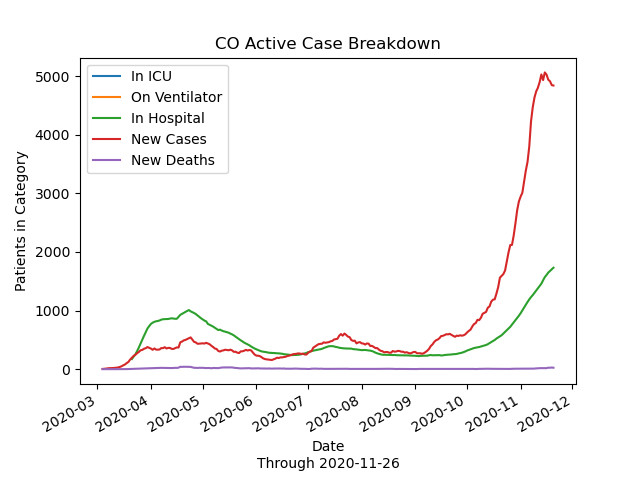 CO Active Case Breakdown
In ICU
On Ventilator
In Hospital
New Cases
New Deaths
Patients in Category
5000
4000
3000
2000
1000
0
2020-03
2020-04
2020-05
2020-06
2020-07
2020-08
2020-09
2020-10
2020-11
2020-12
Date
Through 2020-11-26